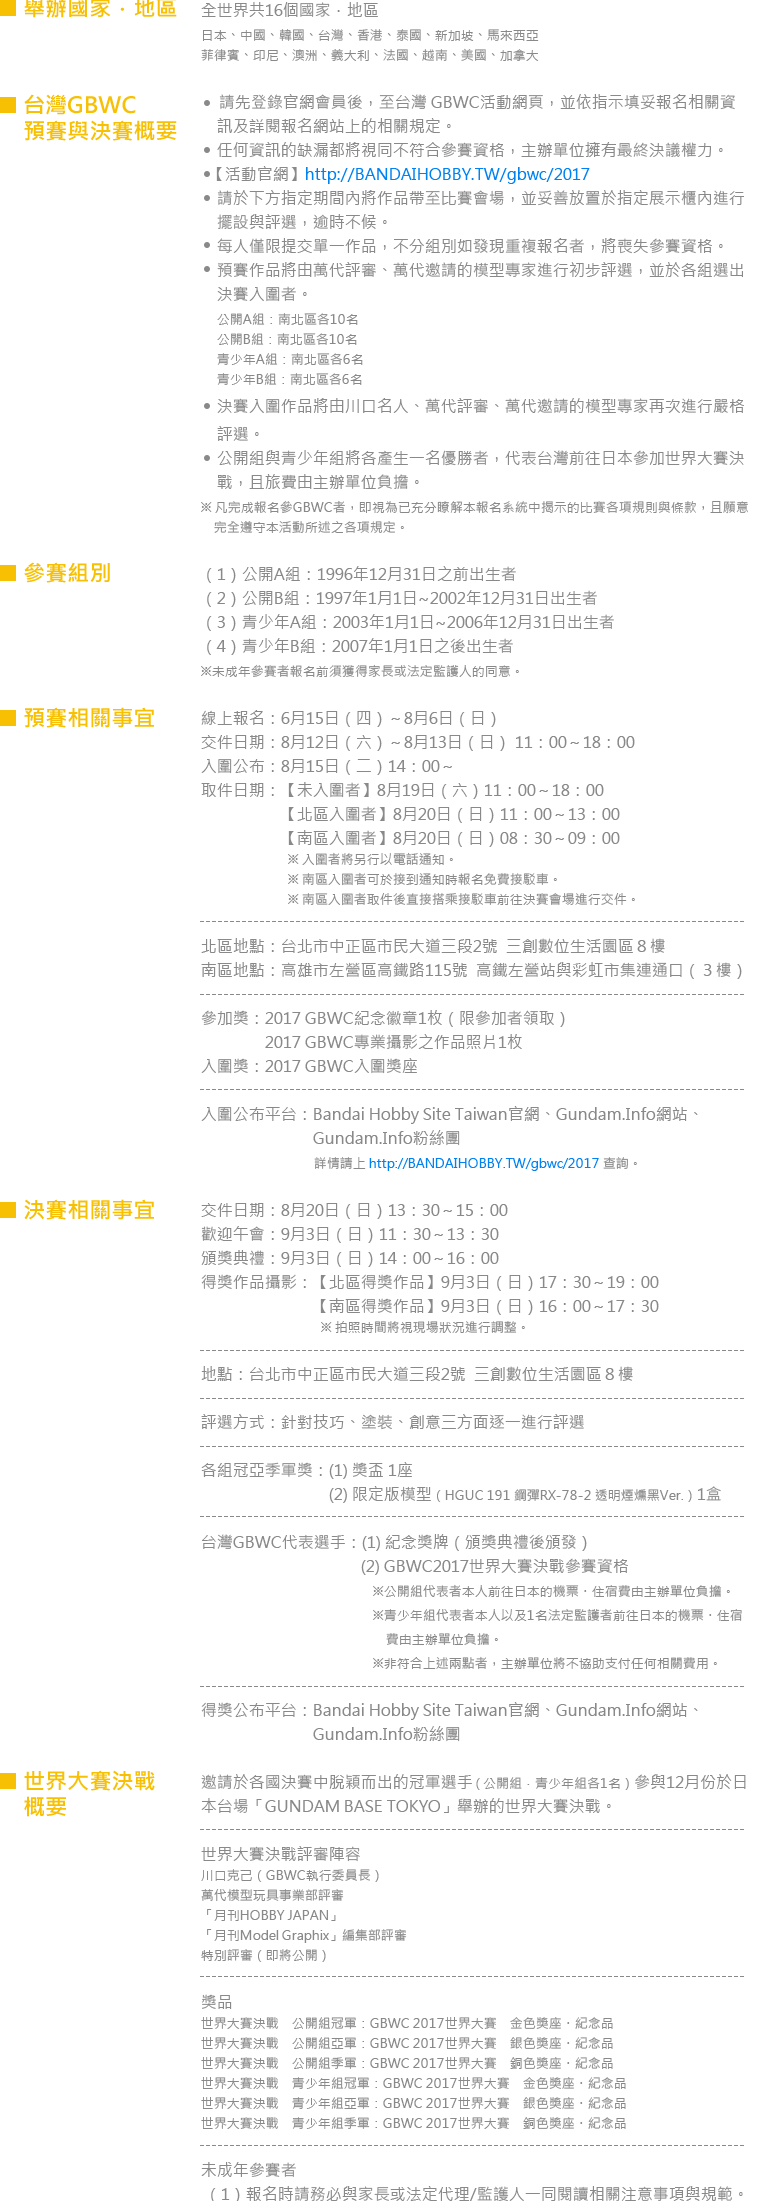 ■ 舉辦國家．地區
全世界共16個國家．地區
日本、中國、韓國、台灣、香港、泰國、新加坡、馬來西亞
菲律賓、印尼、澳洲、義大利、法國、越南、美國、加拿大
■ 台灣GBWC
預賽與決賽概要
• 請先登錄官網會員後，至台灣 GBWC活動網頁，並依指示填妥報名相關資
訊及詳閱報名網站上的相關規定。
• 任何資訊的缺漏都將視同不符合參賽資格，主辦單位擁有最終決議權力。
•【活動官網】http://BANDAIHOBBY.TW/gbwc/2017
• 請於下方指定期間內將作品帶至比賽會場，並妥善放置於指定展示櫃內進行
擺設與評選，逾時不候。
• 每人僅限提交單一作品，不分組別如發現重複報名者，將喪失參賽資格。
• 預賽作品將由萬代評審、萬代邀請的模型專家進行初步評選，並於各組選出
決賽入圍者。
公開A組：南北區各10名
公開B組：南北區各10名
青少年A組：南北區各6名
青少年B組：南北區各6名
• 決賽入圍作品將由川口名人、萬代評審、萬代邀請的模型專家再次進行嚴格
評選。
• 公開組與青少年組將各產生一名優勝者，代表台灣前往日本參加世界大賽決
戰，且旅費由主辦單位負擔。
※ 凡完成報名參GBWC者，即視為已充分瞭解本報名系統中揭示的比賽各項規則與條款，且願意
完全遵守本活動所述之各項規定。
■ 參賽組別
（1）公開A組：1996年12月31日之前出生者
（2）公開B組：1997年1月1日~2002年12月31日出生者
（3）青少年A組：2003年1月1日~2006年12月31日出生者
（4）青少年B組：2007年1月1日之後出生者
※未成年參賽者報名前須獲得家長或法定監護人的同意。
■ 預賽相關事宜
線上報名：6月15日（四）～8月6日（日）
交件日期：8月12日（六）～8月13日（日） 11：00～18：00
入圍公布：8月15日（二）14：00～
取件日期：【未入圍者】8月19日（六）11：00～18：00
【北區入圍者】8月20日（日）11：00～13：00
【南區入圍者】8月20日（日）08：30～09：00
※ 入圍者將另行以電話通知。
※ 南區入圍者可於接到通知時報名免費接駁車。
※ 南區入圍者取件後直接搭乘接駁車前往決賽會場進行交件。
北區地點：台北市中正區市民大道三段2號 三創數位生活園區８樓
南區地點：高雄市左營區高鐵路115號 高鐵左營站與彩虹市集連通口（３樓）
參加獎：2017 GBWC紀念徽章1枚（限參加者領取）
2017 GBWC專業攝影之作品照片1枚
入圍獎：2017 GBWC入圍獎座
入圍公布平台：Bandai Hobby Site Taiwan官網、Gundam.Info網站、
Gundam.Info粉絲團
詳情請上 http://BANDAIHOBBY.TW/gbwc/2017 查詢。
■ 決賽相關事宜
交件日期：8月20日（日）13：30～15：00
歡迎午會：9月3日（日）11：30～13：30
頒獎典禮：9月3日（日）14：00～16：00
得獎作品攝影：【北區得獎作品】9月3日（日）17：30～19：00
【南區得獎作品】9月3日（日）16：00～17：30
※ 拍照時間將視現場狀況進行調整。
地點：台北市中正區市民大道三段2號 三創數位生活園區８樓
評選方式：針對技巧、塗裝、創意三方面逐一進行評選
各組冠亞季軍獎：(1) 獎盃 1座
(2) 限定版模型（HGUC 191 鋼彈RX-78-2 透明煙燻黑Ver.）1盒
台灣GBWC代表選手：(1) 紀念獎牌（頒獎典禮後頒發）
(2) GBWC2017世界大賽決戰參賽資格
※公開組代表者本人前往日本的機票．住宿費由主辦單位負擔。
※青少年組代表者本人以及1名法定監護者前往日本的機票．住宿
費由主辦單位負擔。
※非符合上述兩點者，主辦單位將不協助支付任何相關費用。
得獎公布平台：Bandai Hobby Site Taiwan官網、Gundam.Info網站、
Gundam.Info粉絲團
■ 世界大賽決戰
概要
邀請於各國決賽中脫穎而出的冠軍選手（公開組．青少年組各1名）參與12月份於日
本台場「GUNDAM BASE TOKYO」舉辦的世界大賽決戰。
世界大賽決戰評審陣容
川口克己（GBWC執行委員長）
萬代模型玩具事業部評審
「月刊HOBBY JAPAN」
「月刊Model Graphix」編集部評審
特別評審（即將公開）
獎品
世界大賽決戰　公開組冠軍：GBWC 2017世界大賽　金色獎座．紀念品
世界大賽決戰　公開組亞軍：GBWC 2017世界大賽　銀色獎座．紀念品
世界大賽決戰　公開組季軍：GBWC 2017世界大賽　銅色獎座．紀念品
世界大賽決戰　青少年組冠軍：GBWC 2017世界大賽　金色獎座．紀念品
世界大賽決戰　青少年組亞軍：GBWC 2017世界大賽　銀色獎座．紀念品
世界大賽決戰　青少年組季軍：GBWC 2017世界大賽　銅色獎座．紀念品
未成年參賽者
（1）報名時請務必與家長或法定代理/監護人一同閱讀相關注意事項與規範。